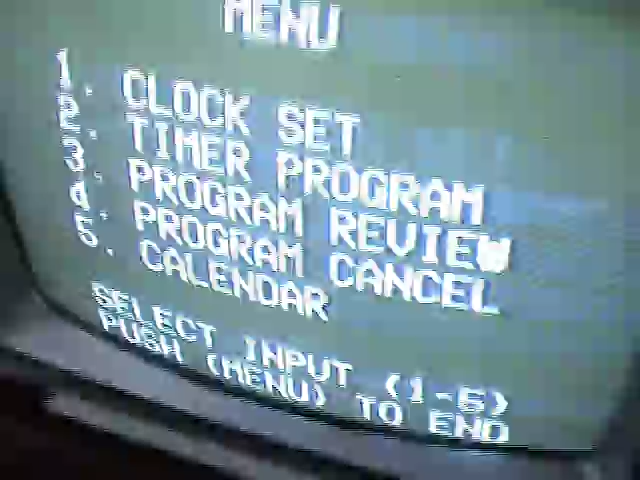 MENU
1. CLOCK SET
2. TIMER PROGRAM
3. PROGRAM REVIEW
4. PROGRAM CANCEL
5. CALENDAR
SELECT INPUT (1-5)
PUSH (MENU) TO END